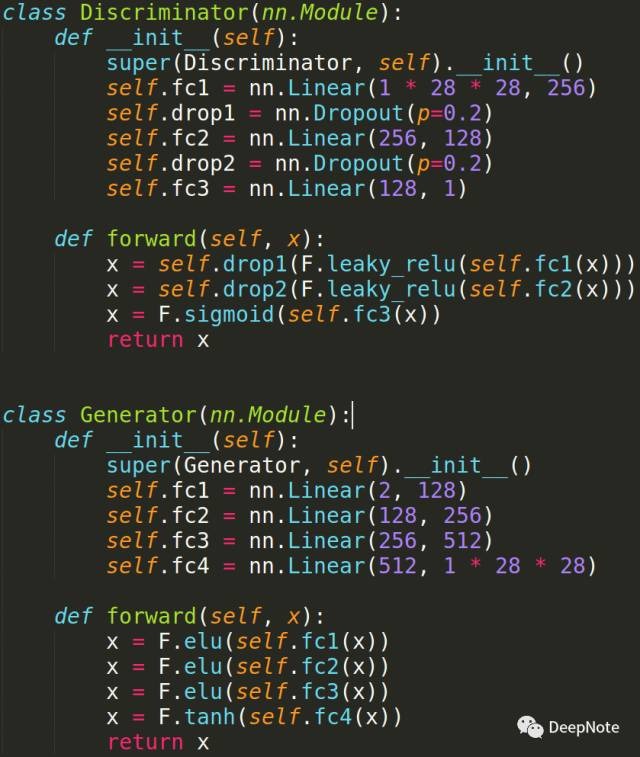 class Discriminator(nn.Module):
    def __init__(self):
        super(Discriminator, self).__init__()
        self.fc1 = nn.Linear(1 * 28 * 28, 256)
        self.drop1 = nn.Dropout(p=0.2)
        self.fc2 = nn.Linear(256, 128)
        self.drop2 = nn.Dropout(p=0.2)
        self.fc3 = nn.Linear(128, 1)
    def forward(self, x):
        x = self.drop1(F.leaky_relu(self.fc1(x)))
        x = self.drop2(F.leaky_relu(self.fc2(x)))
        x = F.sigmoid(self.fc3(x))
        return x
class Generator(nn.Module):
    def __init__(self):
        super(Generator, self).__init__()
        self.fc1 = nn.Linear(2, 128)
        self.fc2 = nn.Linear(128, 256)
        self.fc3 = nn.Linear(256, 512)
        self.fc4 = nn.Linear(512, 1 * 28 * 28)
    def forward(self, x):
        x = F.elu(self.fc1(x))
        x = F.elu(self.fc2(x))
        x = F.elu(self.fc3(x))
        x = F.tanh(self.fc4(x))
        return x
DeepNote